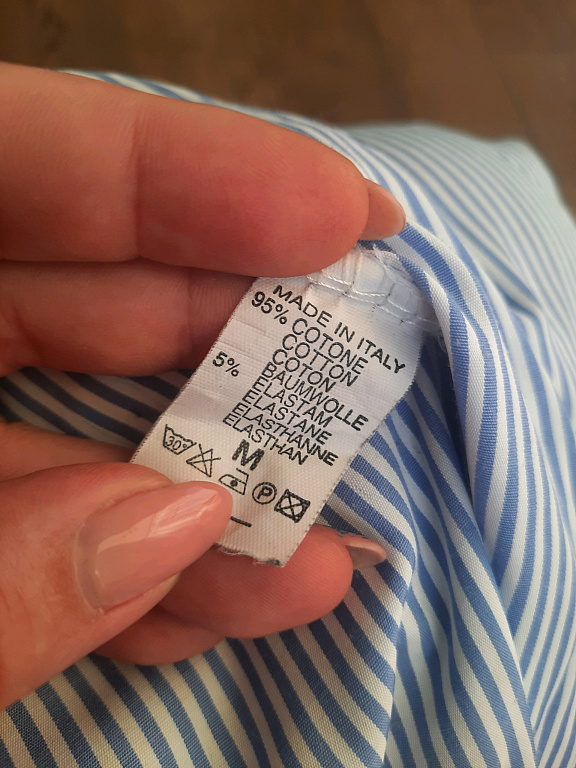 MADE IN ITALY
95% COTONE
COTTON
COTON
BAUMWOLLE
5% ELASTAM
ELASTANE
ELASTHANNE
ELASTHAN
M
30°
P